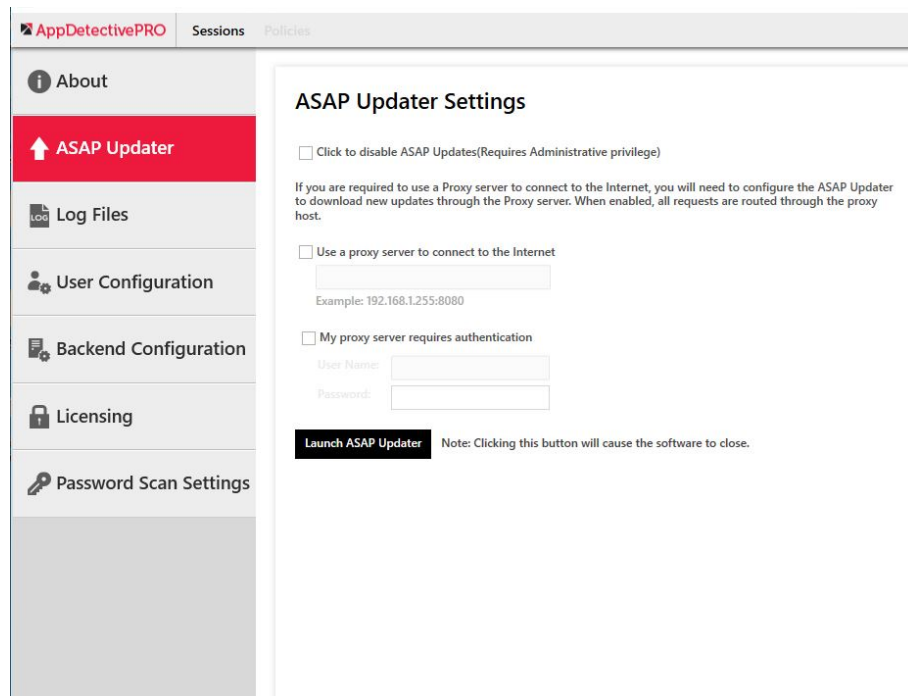 AppDetectivePRO Sessions Policies
About
ASAP Updater
Log Files
User Configuration
Backend Configuration
Licensing
Password Scan Settings
ASAP Updater Settings
Click to disable ASAP Updates(Requires Administrative privilege)
If you are required to use a Proxy server to connect to the Internet, you will need to configure the ASAP Updater
to download new updates through the Proxy server. When enabled, all requests are routed through the proxy
host.
Use a proxy server to connect to the Internet
Example: 192.168.1.255:8080
My proxy server requires authentication
User Name:
Password:
Launch ASAP Updater Note: Clicking this button will cause the software to close.